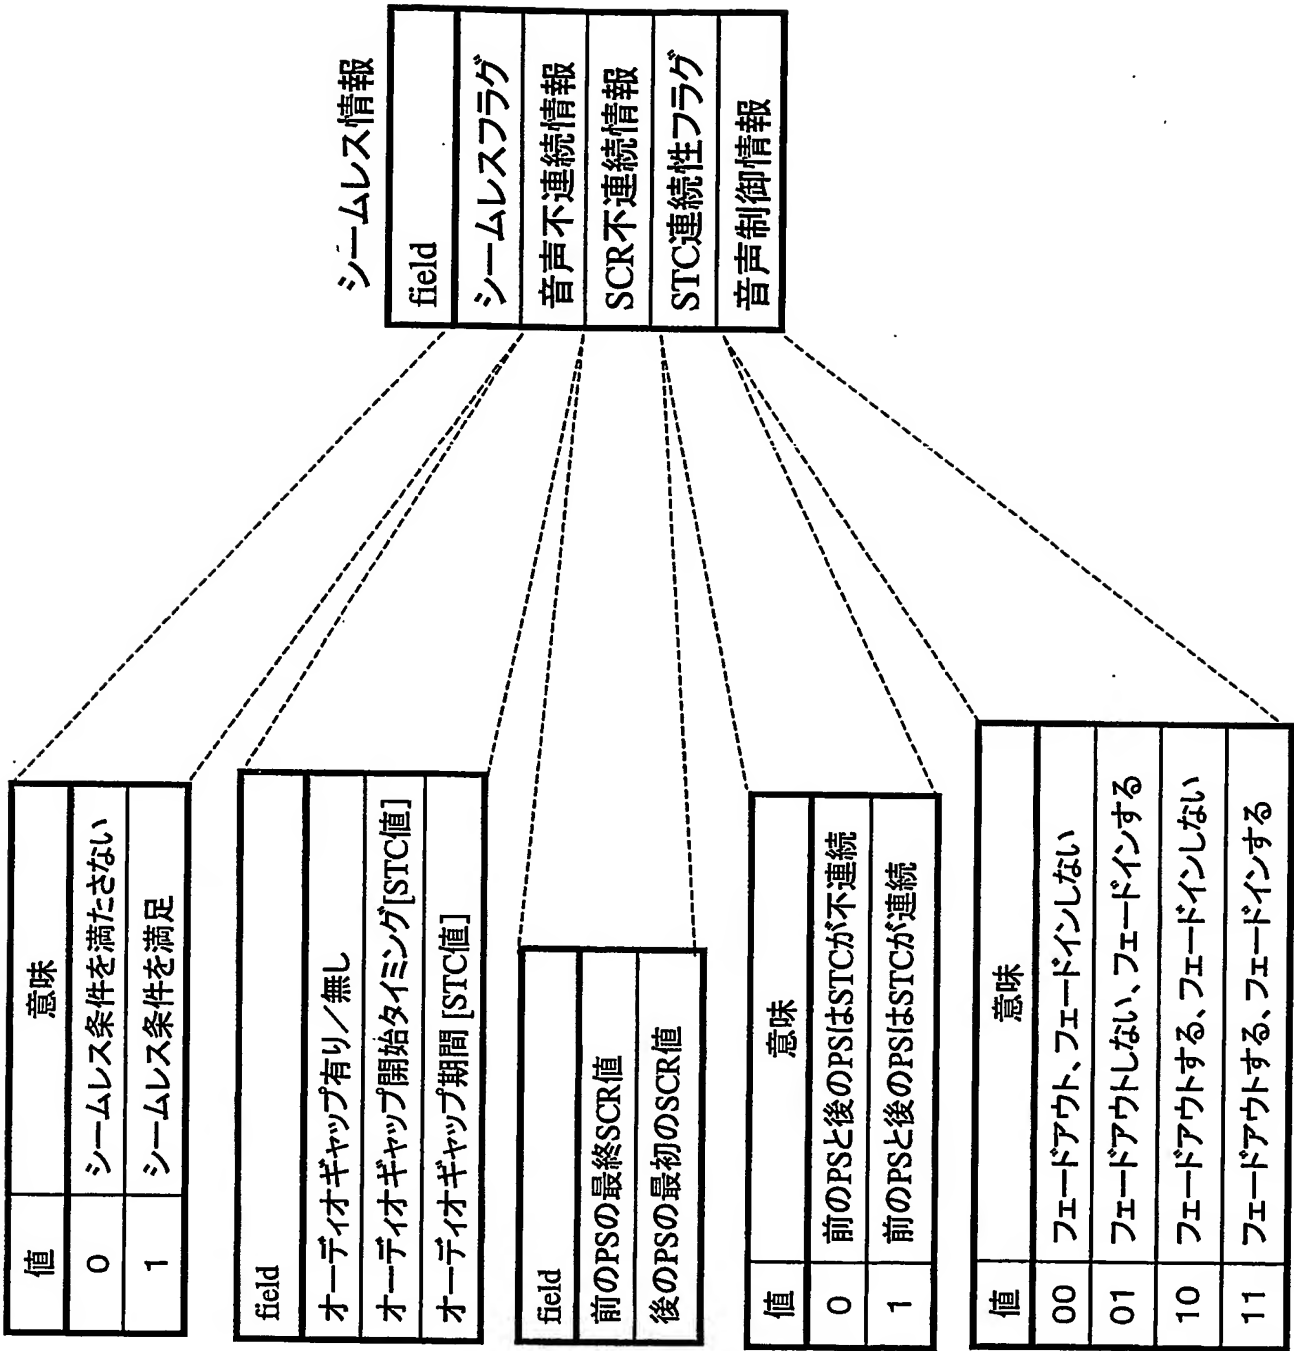 シームレス情報
field
シームレスフラグ
音声不連続情報
SCR不連続情報
STC連続性フラグ
音声制御情報
値 意味
0 シームレス条件を満たさない
1 シームレス条件を満足
field
オーディオギャップ有り／無し
オーディオギャップ開始タイミング[STC値]
オーディオギャップ期間 [STC値]
field
前のPSの最終SCR値
後のPSの最初のSCR値
値 意味
0 前のPSと後のPSはSTCが不連続
1 前のPSと後のPSはSTCが連続
値 意味
00 フェードアウト、フェードインしない
01 フェードアウトしない、フェードインする
10 フェードアウトする、フェードインしない
11 フェードアウトする、フェードインする